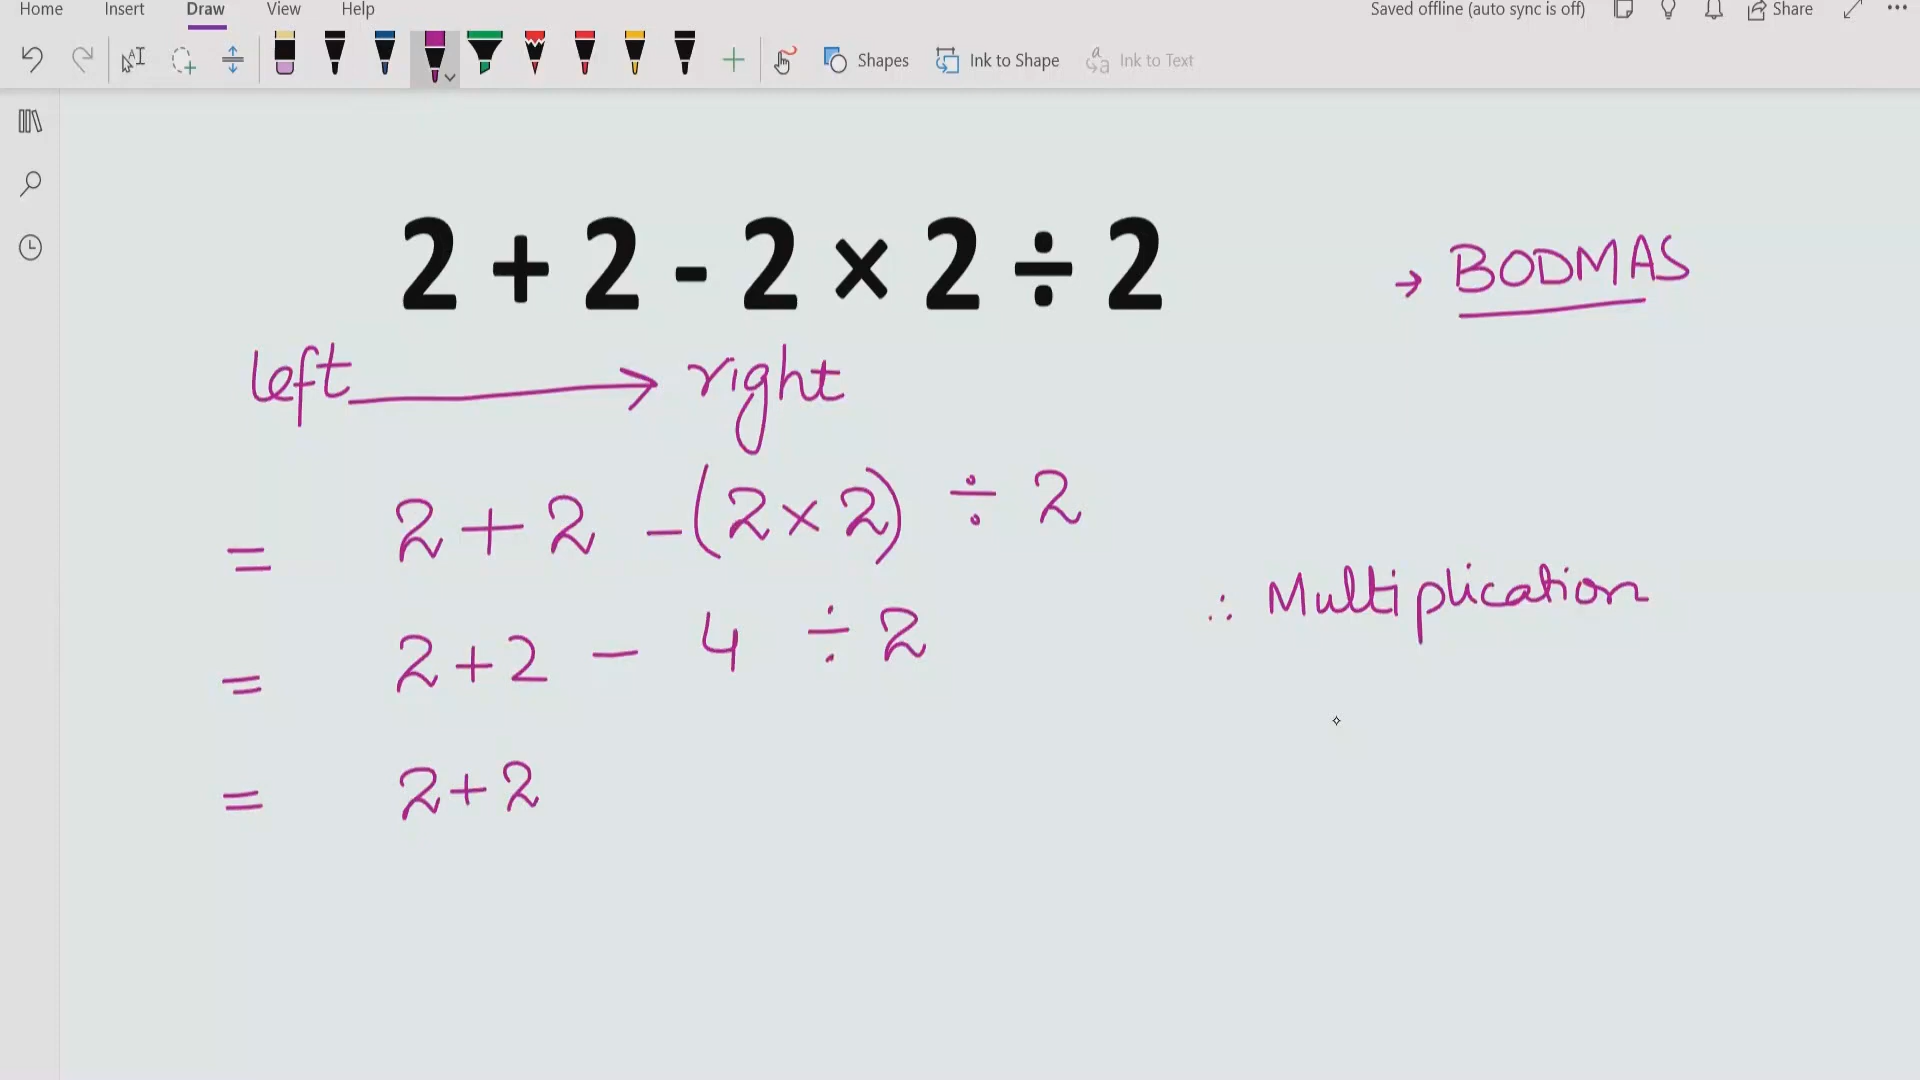 Home Insert Draw View Help Saved offline (auto sync is off) Share
Shapes Ink to Shape Ink to Text
2 + 2 - 2 × 2 ÷ 2
→ BODMAS
left → right
= 2 + 2 - (2 × 2) ÷ 2
∴ Multiplication
= 2 + 2 - 4 ÷ 2
= 2 + 2